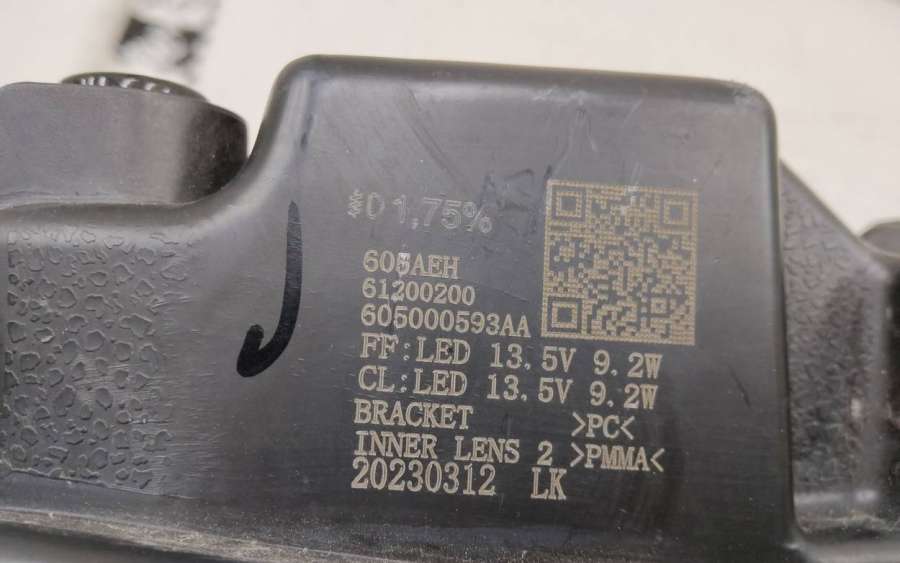 D 1,75%
605AEH
61200200
605000593AA
FF:LED 13.5V 9.2W
CL:LED 13.5V 9.2W
BRACKET >PC<
INNER LENS 2 >PMMA<
20230312 LK